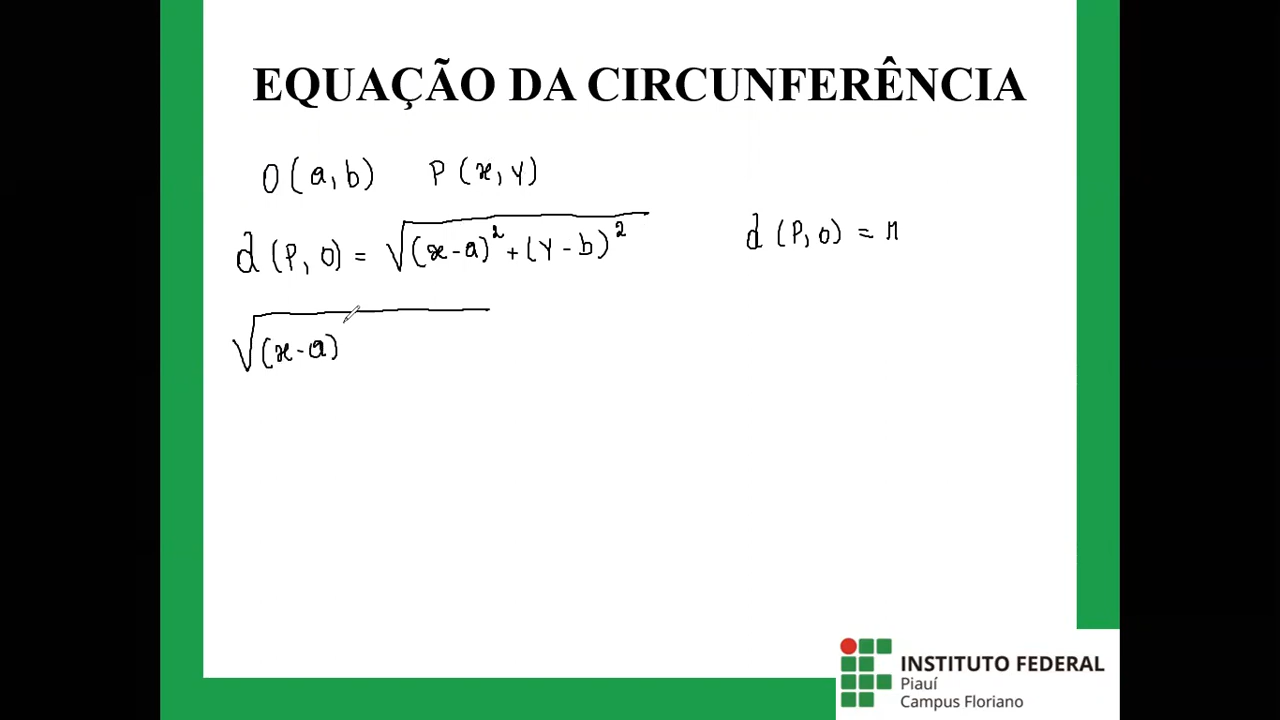 EQUAÇÃO DA CIRCUNFERÊNCIA
O(a,b) P(x,y)
d(P,O) = √((x-a)² + (y-b)²) d(P,O) = r
√(x-a)
INSTITUTO FEDERAL
Piauí
Campus Floriano